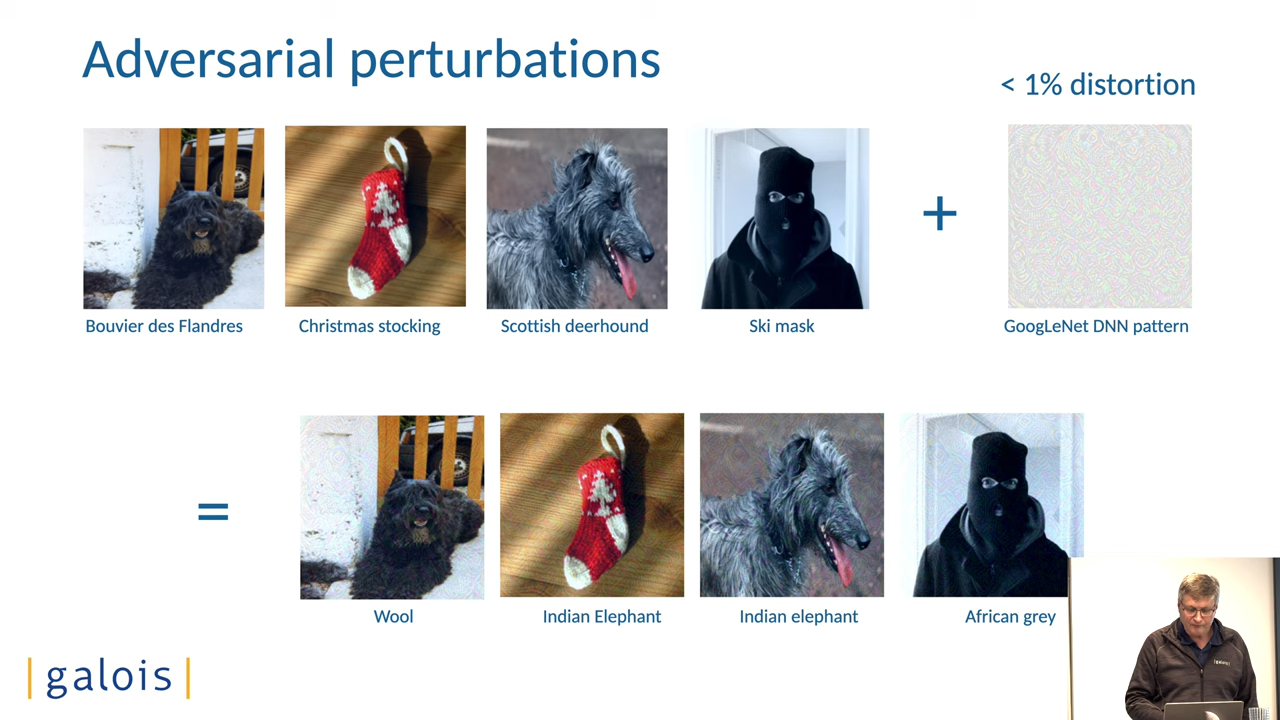 Adversarial perturbations
< 1% distortion
+
Bouvier des Flandres
Christmas stocking
Scottish deerhound
Ski mask
GoogLeNet DNN pattern
=
Wool
Indian Elephant
Indian elephant
African grey
|galois|